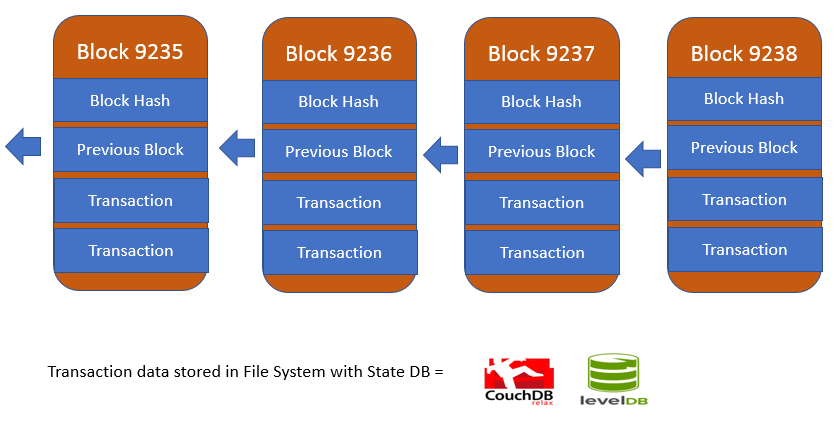 Block 9235
Block Hash
Previous Block
Transaction
Transaction
Block 9236
Block Hash
Previous Block
Transaction
Transaction
Block 9237
Block Hash
Previous Block
Transaction
Transaction
Block 9238
Block Hash
Previous Block
Transaction
Transaction
Transaction data stored in File System with State DB =
CouchDB
relax
levelDB